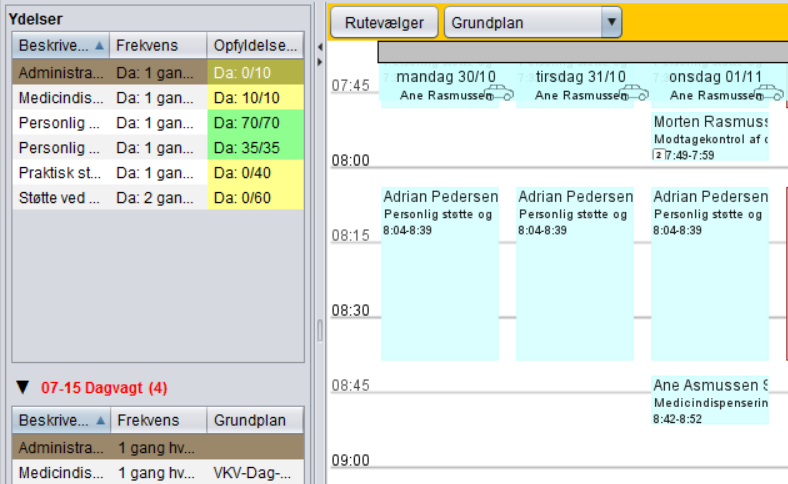 Ydelser
Beskrive... Frekvens Opfyldelse...
Administra... Da: 1 gan... Da: 0/10
Medicindis... Da: 1 gan... Da: 10/10
Personlig ... Da: 1 gan... Da: 70/70
Personlig ... Da: 1 gan... Da: 35/35
Praktisk st... Da: 1 gan... Da: 0/40
Støtte ved ... Da: 2 gan... Da: 0/60
07-15 Dagvagt (4)
Beskrive... Frekvens Grundplan
Administra... 1 gang hv...
Medicindis... 1 gang hv... VKV-Dag-...
Rutevælger Grundplan
mandag 30/10 tirsdag 31/10 onsdag 01/11
07:45
Ane Rasmussen Ane Rasmussen Ane Rasmussen
Morten Rasmuss
Modtagekontrol af
2 7:49-7:59
08:00
Adrian Pedersen Adrian Pedersen Adrian Pedersen
Personlig støtte og Personlig støtte og Personlig støtte og
8:04-8:39 8:04-8:39 8:04-8:39
08:15
08:30
08:45
Ane Asmussen S
Medicindispenserin
8:42-8:52
09:00